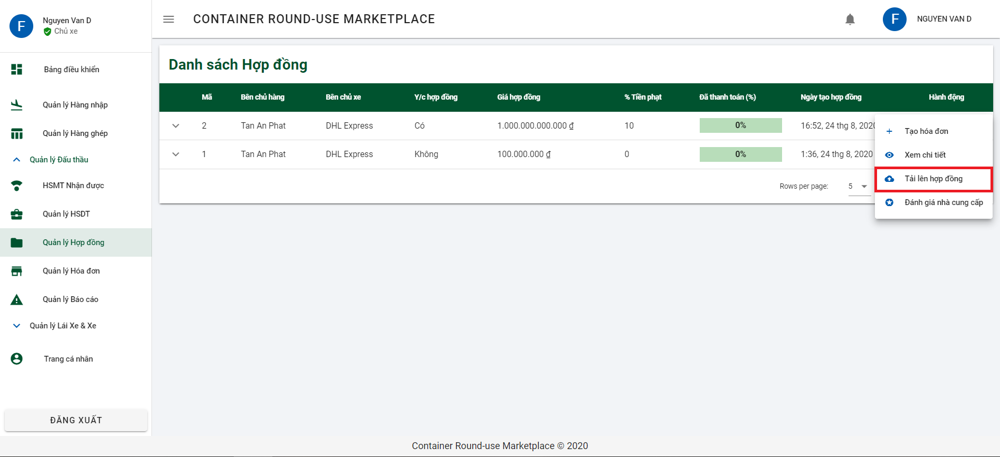 F
Nguyen Van D
Chủ xe
CONTAINER ROUND-USE MARKETPLACE
F
NGUYEN VAN D
Bảng điều khiển
Quản lý Hàng nhập
Quản lý Hàng ghép
Quản lý Đấu thầu
HSMT Nhận được
Quản lý HSDT
Quản lý Hợp đồng
Quản lý Hóa đơn
Quản lý Báo cáo
Quản lý Lái Xe & Xe
Trang cá nhân
ĐĂNG XUẤT
Danh sách Hợp đồng
Mã Bên chủ hàng Bên chủ xe Y/c hợp đồng Giá hợp đồng % Tiền phạt Đã thanh toán (%) Ngày tạo hợp đồng Hành động
2 Tan An Phat DHL Express Có 1.000.000.000.000 ₫ 10 0% 16:52, 24 thg 8, 2020
1 Tan An Phat DHL Express Không 100.000.000 ₫ 0 0% 1:36, 24 thg 8, 2020
Rows per page: 5
Tạo hóa đơn
Xem chi tiết
Tải lên hợp đồng
Đánh giá nhà cung cấp
Container Round-use Marketplace © 2020